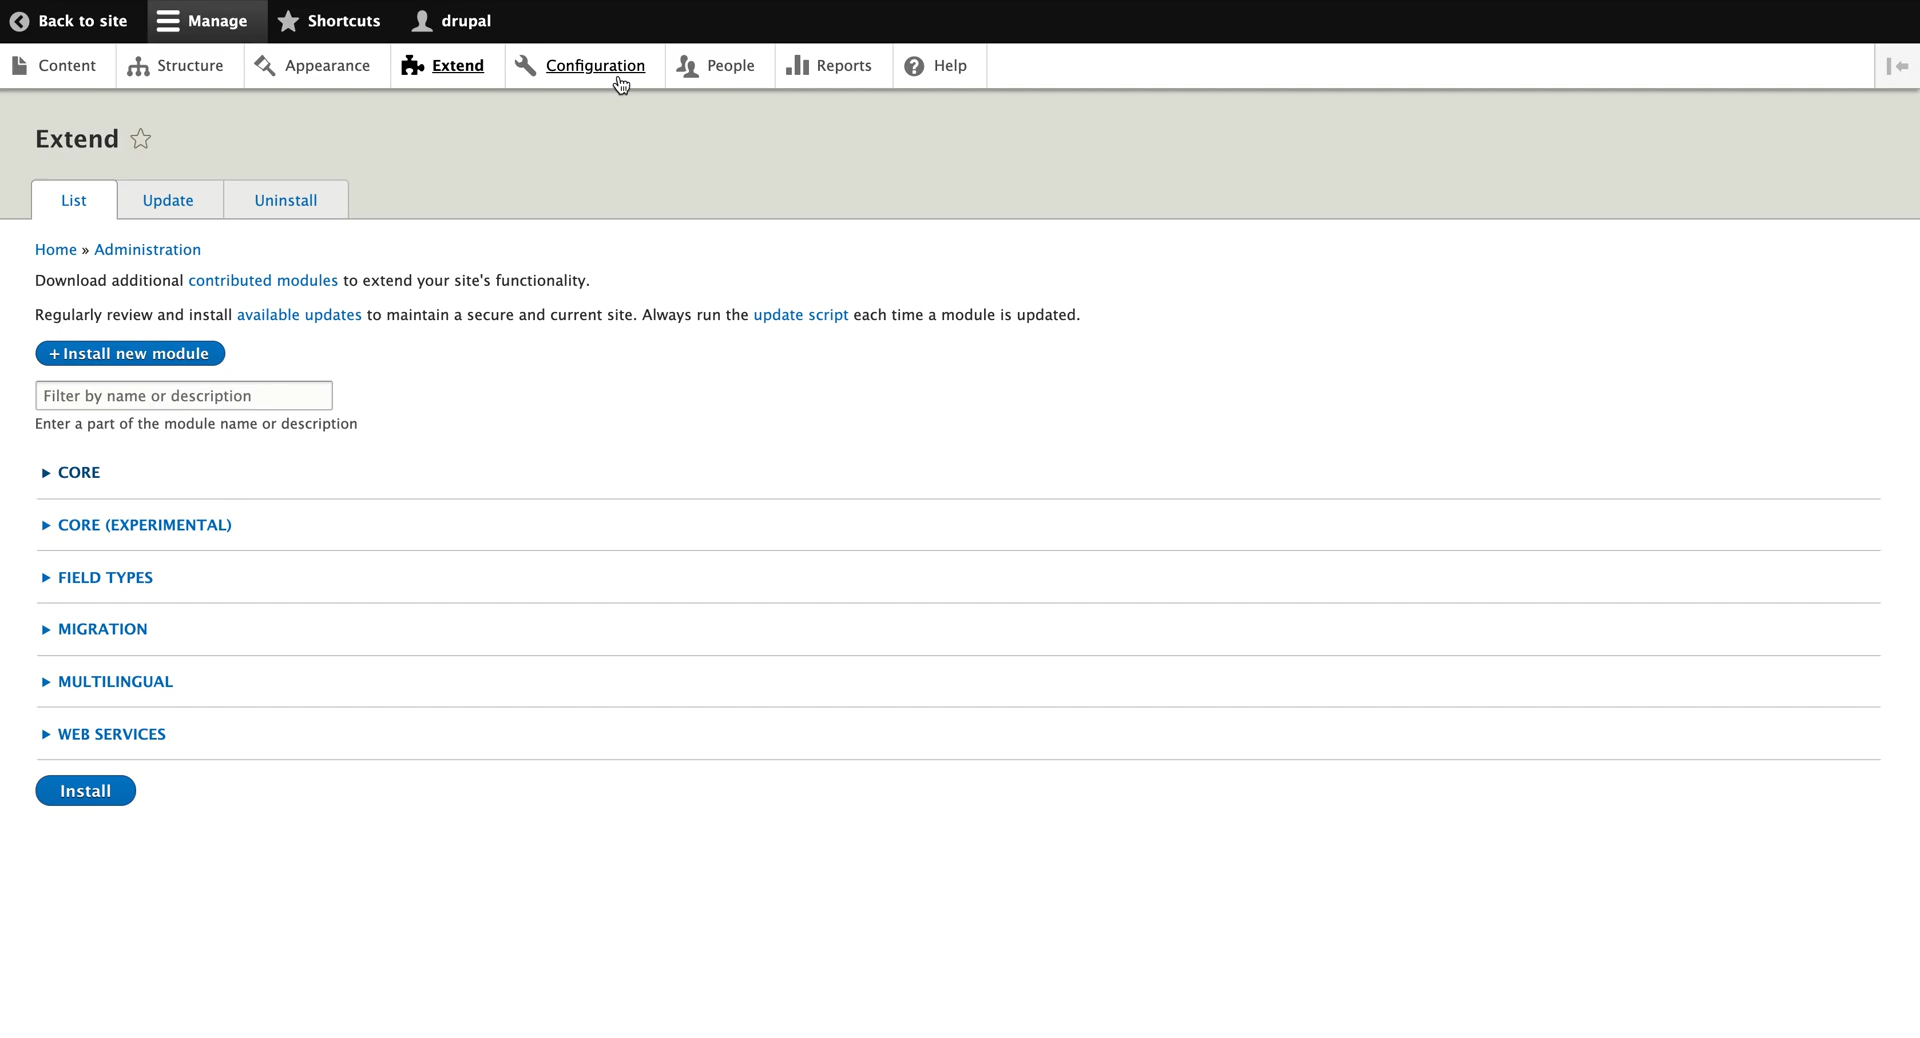 Back to site Manage Shortcuts drupal
Content Structure Appearance Extend Configuration People Reports Help
Extend
List Update Uninstall
Home » Administration
Download additional contributed modules to extend your site's functionality.
Regularly review and install available updates to maintain a secure and current site. Always run the update script each time a module is updated.
+ Install new module
Filter by name or description
Enter a part of the module name or description
CORE
CORE (EXPERIMENTAL)
FIELD TYPES
MIGRATION
MULTILINGUAL
WEB SERVICES
Install